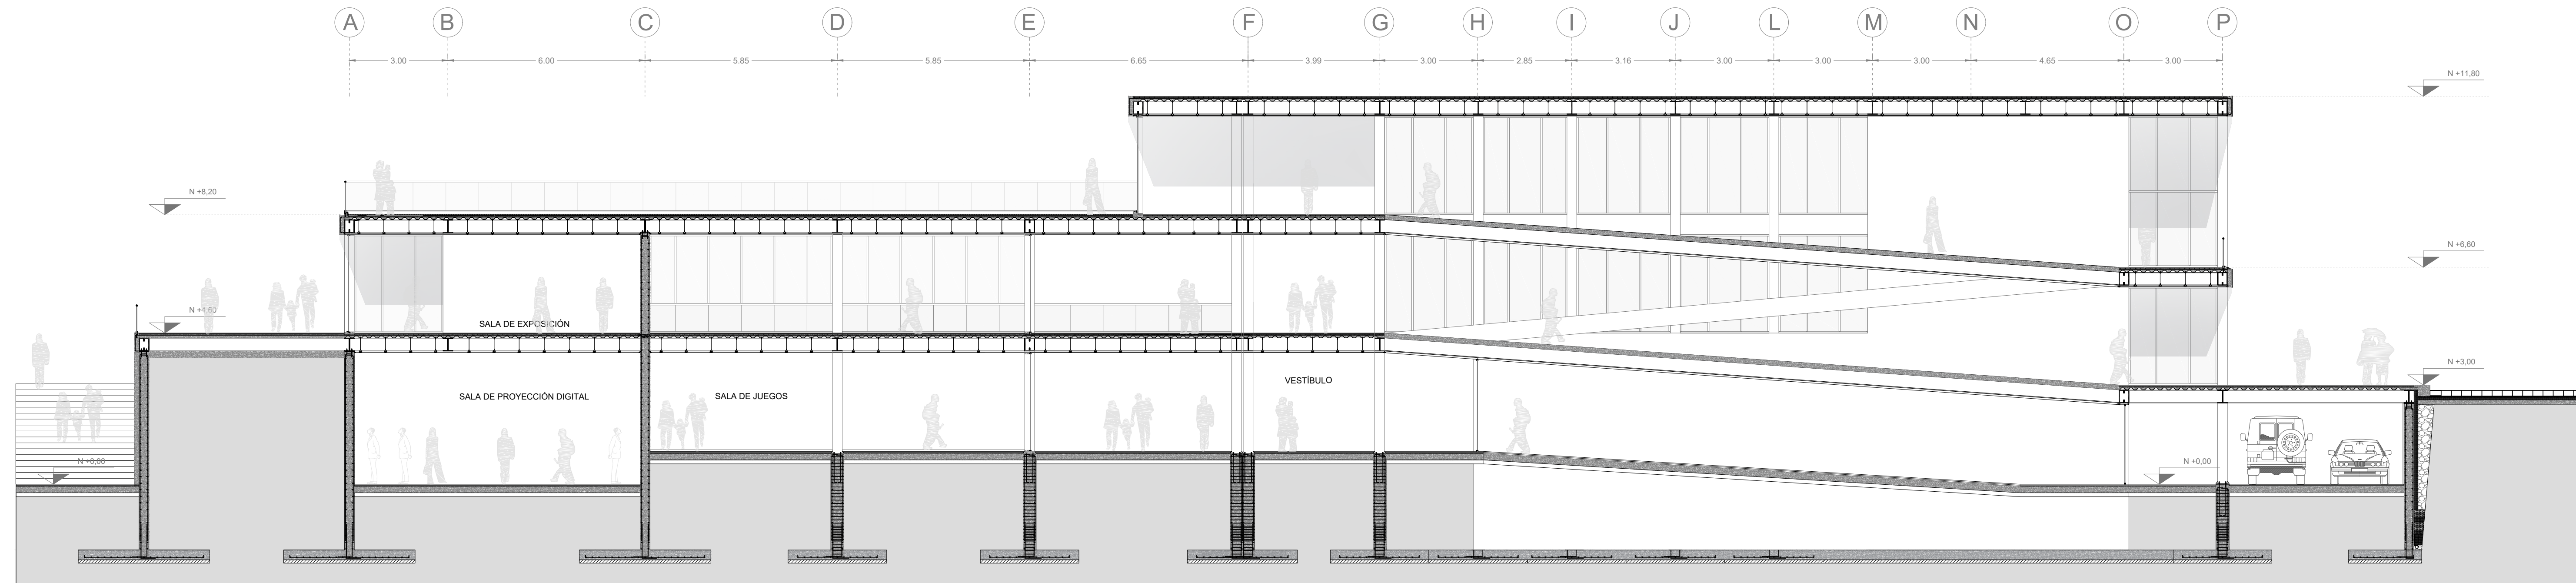 A B C D E F G H I J L M N O P
3.00 6.00 5.85 5.85 6.65 3.99 3.00 2.85 3.16 3.00 3.00 3.00 4.65 3.00
N +11,80
N +8,20
N +6,60
N +4,60
SALA DE EXPOSICIÓN
N +3,00
VESTÍBULO
SALA DE PROYECCIÓN DIGITAL
SALA DE JUEGOS
N +0,00
N +0,00